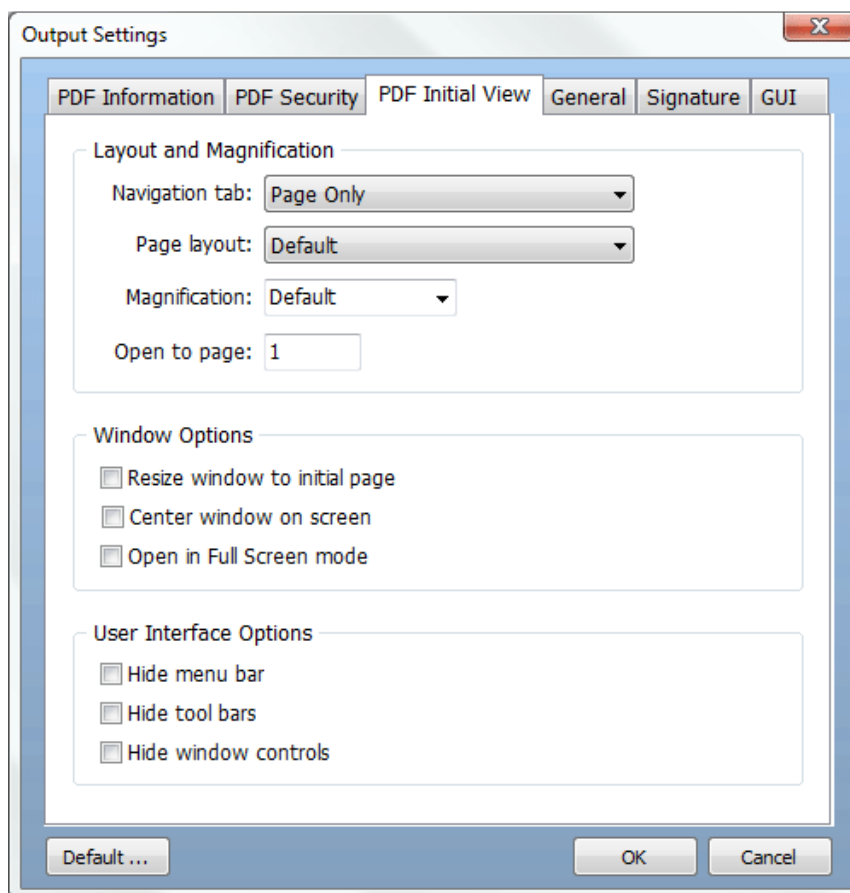 Output Settings
PDF Information PDF Security PDF Initial View General Signature GUI
Layout and Magnification
Navigation tab: Page Only
Page layout: Default
Magnification: Default
Open to page: 1
Window Options
Resize window to initial page
Center window on screen
Open in Full Screen mode
User Interface Options
Hide menu bar
Hide tool bars
Hide window controls
Default ... OK Cancel